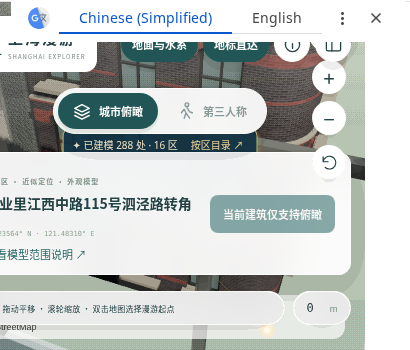 Chinese (Simplified) English
上海漫游
SHANGHAI EXPLORER
地面与水系 地标直达
城市俯瞰 第三人称
✦ 已建模 288 处 · 16 区 按区目录 ↗
区 · 近似定位 · 外观模型
业里江西中路115号泗泾路转角
当前建筑仅支持俯瞰
23564° N · 121.48310° E
看模型范围说明 ↗
拖动平移 · 滚轮缩放 · 双击地图选择漫游起点
0 m
StreetMap